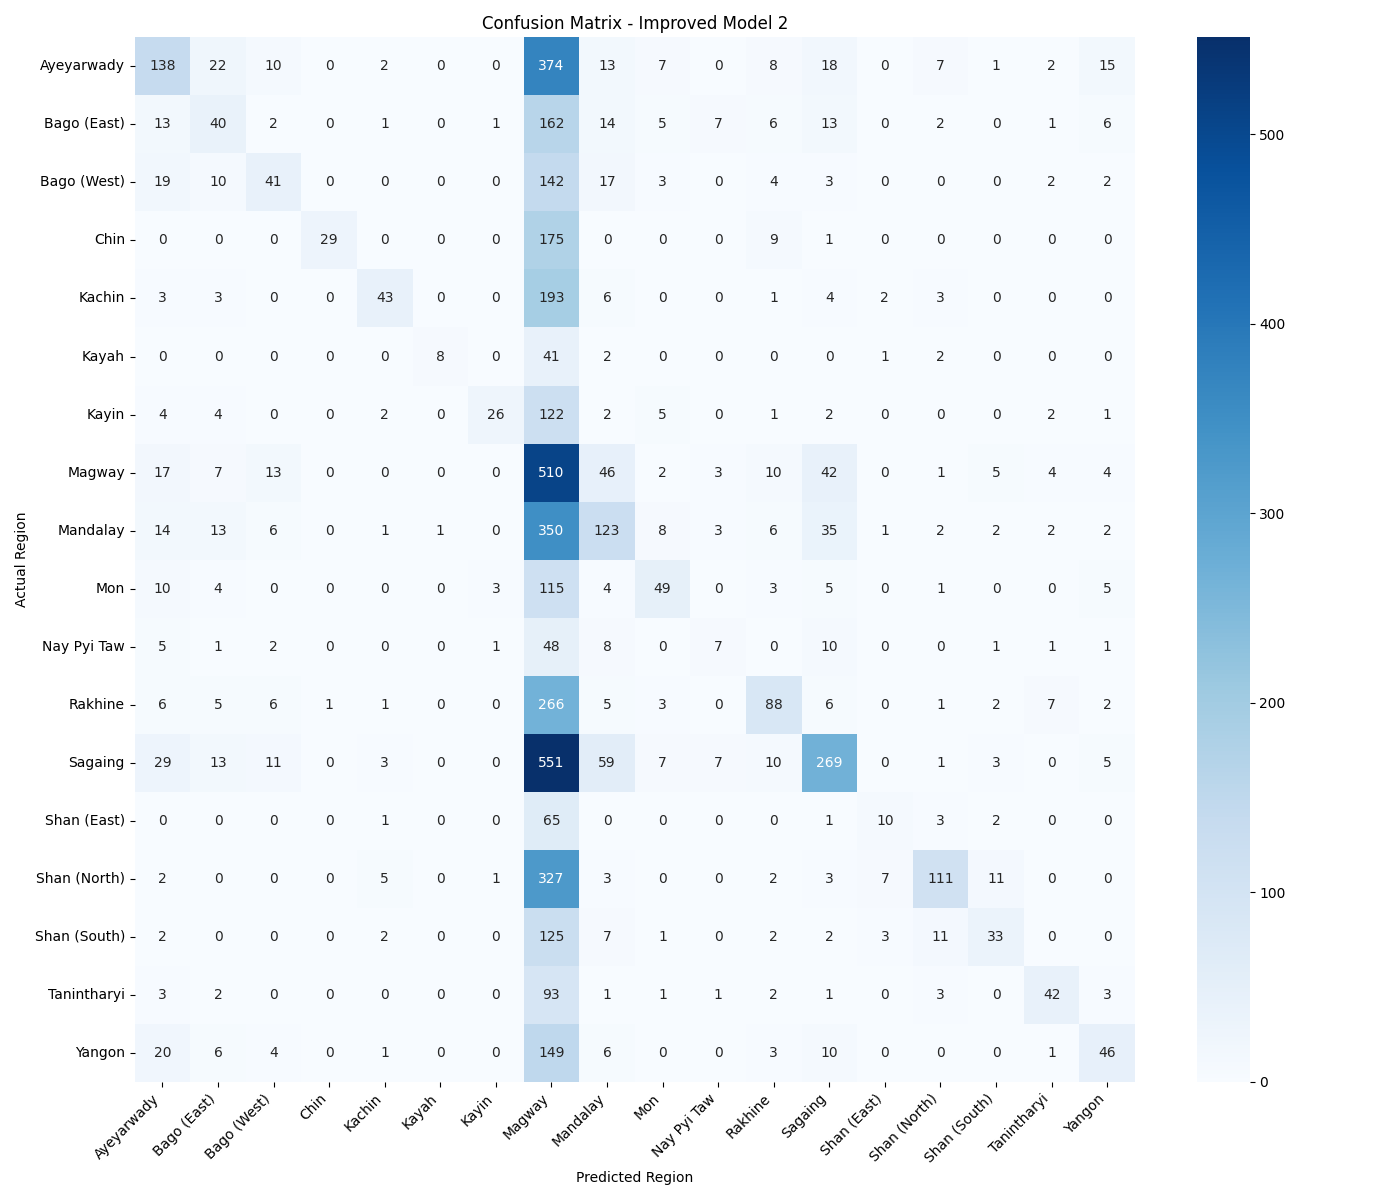 Confusion Matrix - Improved Model 2
Ayeyarwady 138 22 10 0 2 0 0 374 13 7 0 8 18 0 7 1 2 15
Bago (East) 13 40 2 0 1 0 1 162 14 5 7 6 13 0 2 0 1 6
Bago (West) 19 10 41 0 0 0 0 142 17 3 0 4 3 0 0 0 2 2
Chin 0 0 0 29 0 0 0 175 0 0 0 9 1 0 0 0 0 0
Kachin 3 3 0 0 43 0 0 193 6 0 0 1 4 2 3 0 0 0
Kayah 0 0 0 0 0 8 0 41 2 0 0 0 0 1 2 0 0 0
Kayin 4 4 0 0 2 0 26 122 2 5 0 1 2 0 0 0 2 1
Magway 17 7 13 0 0 0 0 510 46 2 3 10 42 0 1 5 4 4
Mandalay 14 13 6 0 1 1 0 350 123 8 3 6 35 1 2 2 2 2
Mon 10 4 0 0 0 0 3 115 4 49 0 3 5 0 1 0 0 5
Nay Pyi Taw 5 1 2 0 0 0 1 48 8 0 7 0 10 0 0 1 1 1
Rakhine 6 5 6 1 1 0 0 266 5 3 0 88 6 0 1 2 7 2
Sagaing 29 13 11 0 3 0 0 551 59 7 7 10 269 0 1 3 0 5
Shan (East) 0 0 0 0 1 0 0 65 0 0 0 0 1 10 3 2 0 0
Shan (North) 2 0 0 0 5 0 1 327 3 0 0 2 3 7 111 11 0 0
Shan (South) 2 0 0 0 2 0 0 125 7 1 0 2 2 3 11 33 0 0
Tanintharyi 3 2 0 0 0 0 0 93 1 1 1 2 1 0 3 0 42 3
Yangon 20 6 4 0 1 0 0 149 6 0 0 3 10 0 0 0 1 46
Ayeyarwady Bago (East) Bago (West) Chin Kachin Kayah Kayin Magway Mandalay Mon Nay Pyi Taw Rakhine Sagaing Shan (East) Shan (North) Shan (South) Tanintharyi Yangon
Predicted Region
Actual Region
500
400
300
200
100
0